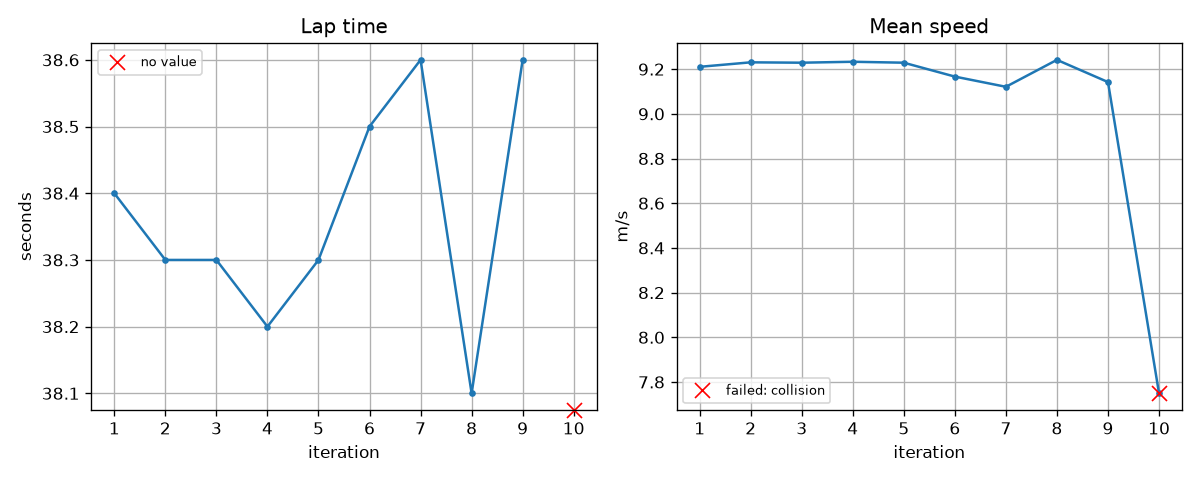 Lap time
no value
38.6
38.5
38.4
38.3
38.2
38.1
seconds
1 2 3 4 5 6 7 8 9 10
iteration
Mean speed
9.2
9.0
8.8
8.6
8.4
8.2
8.0
7.8
m/s
failed: collision
1 2 3 4 5 6 7 8 9 10
iteration